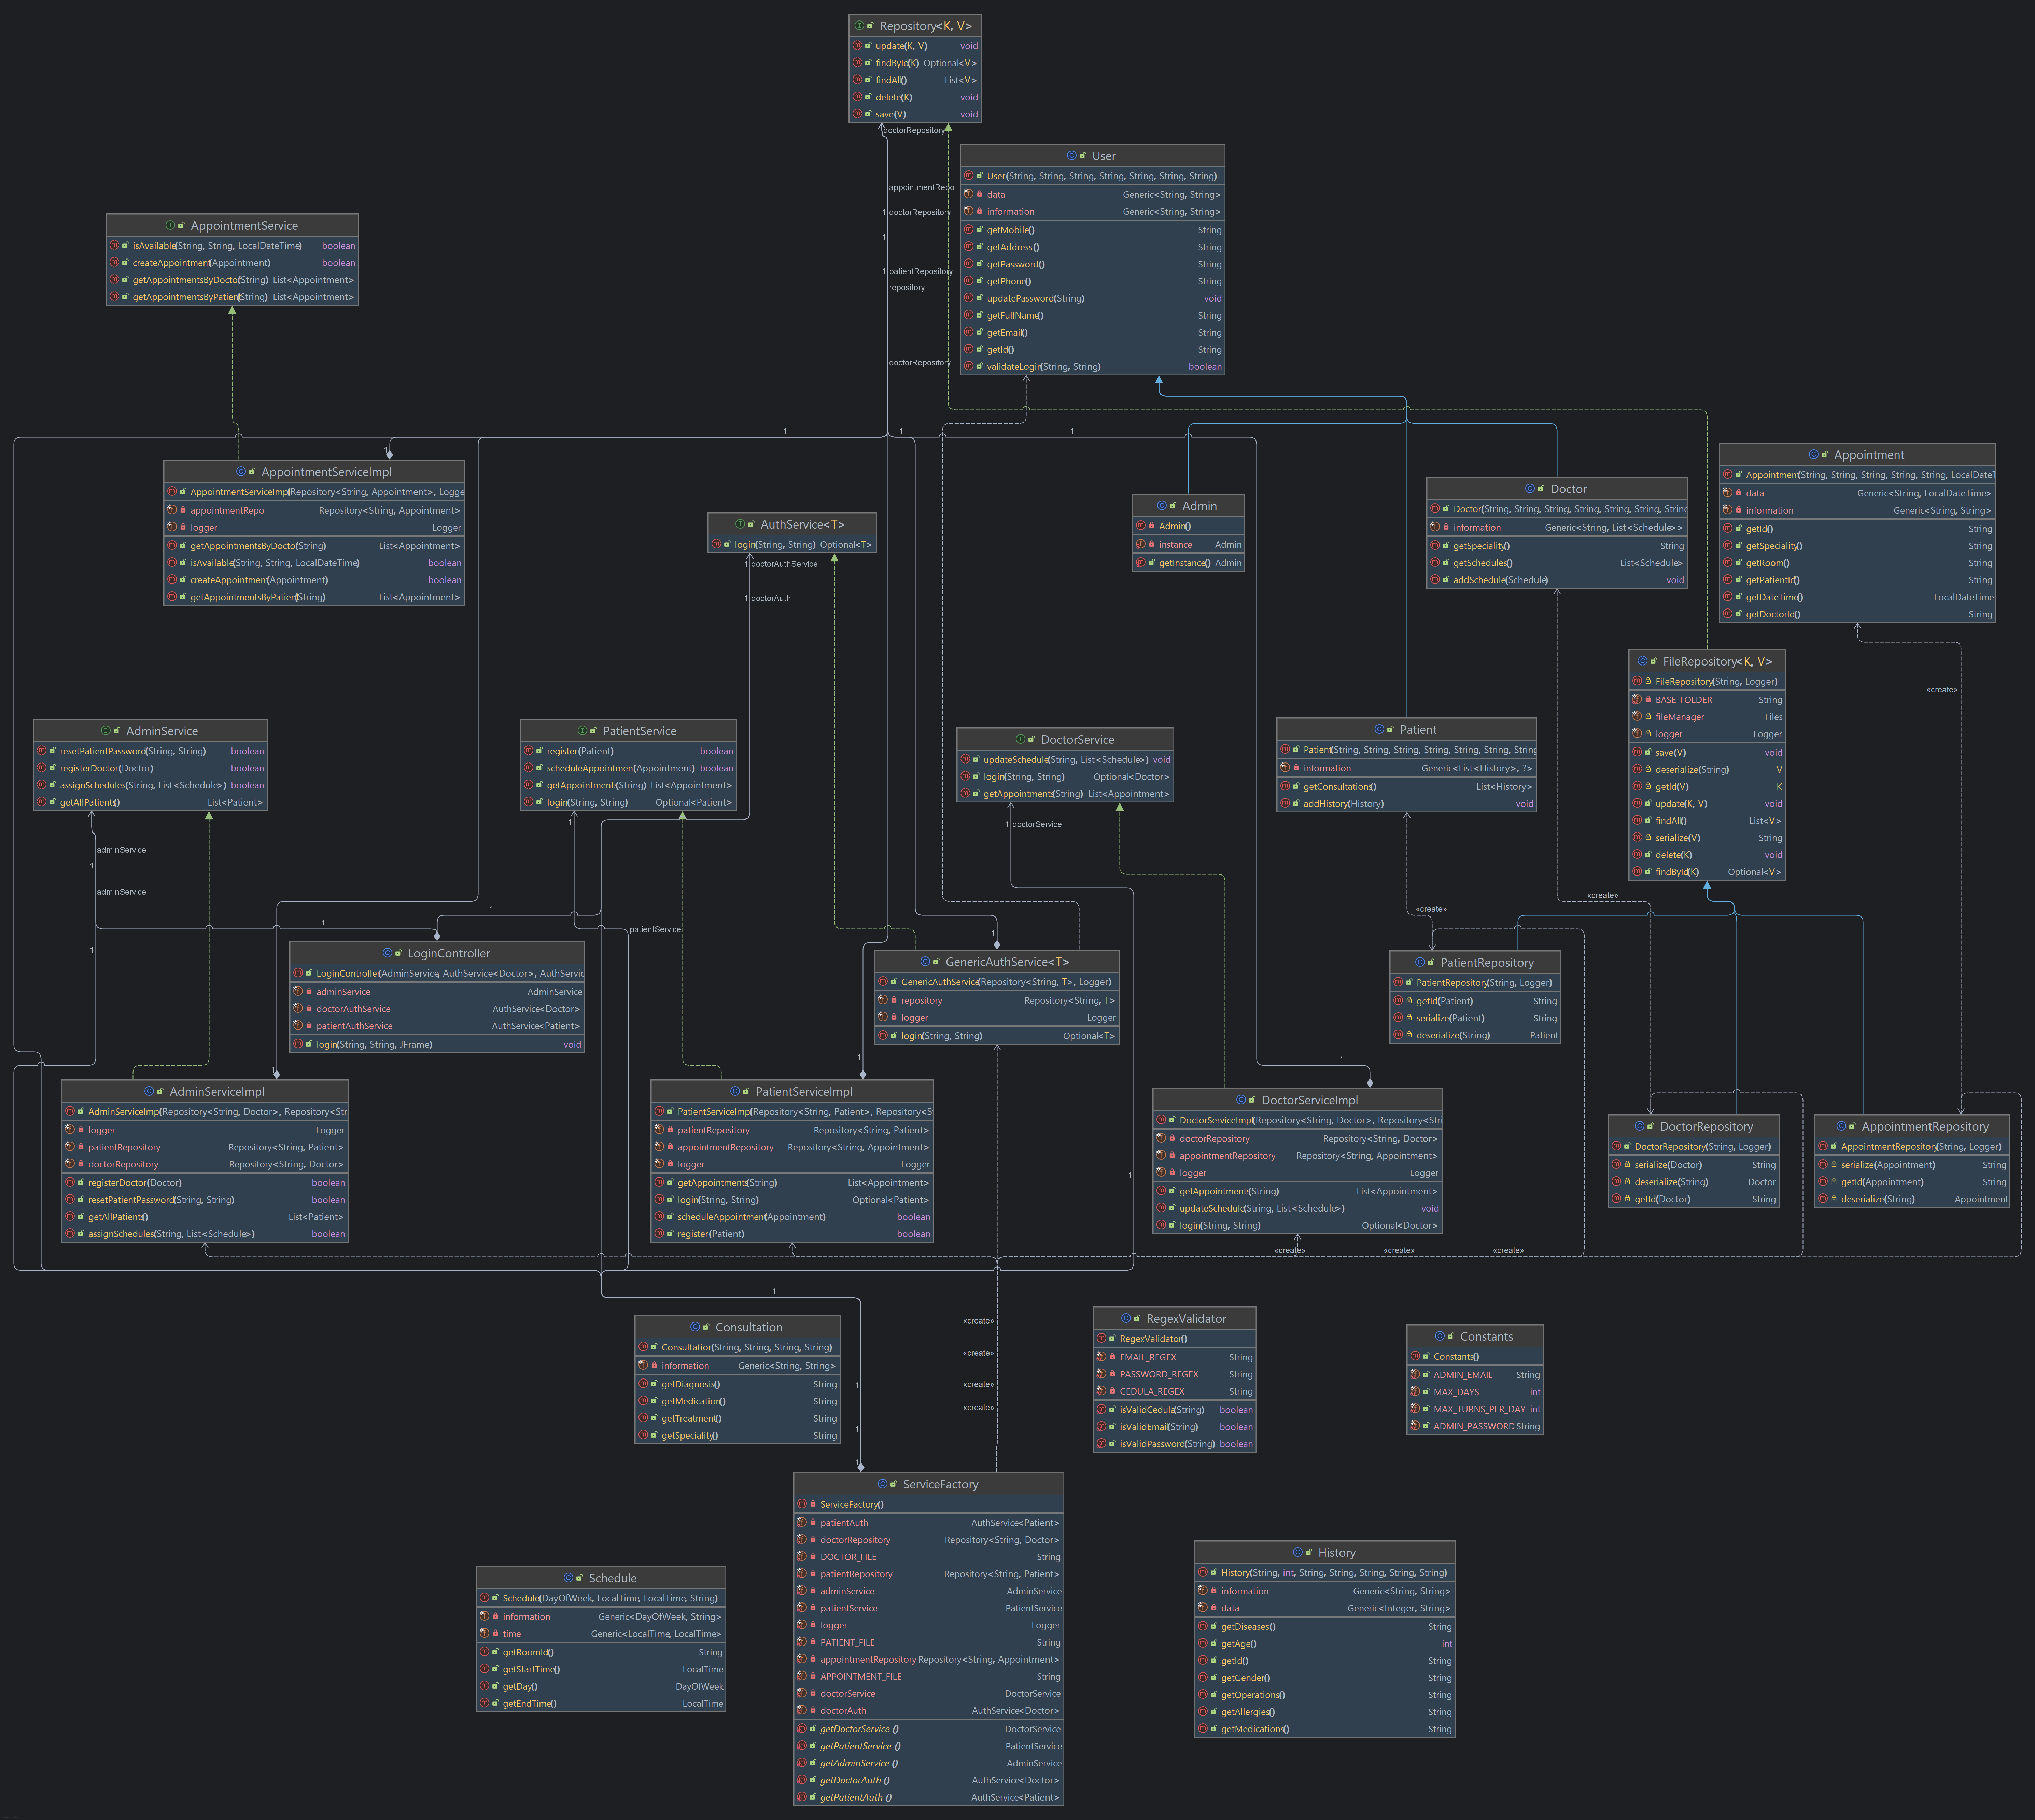 Repository<K, V>
update(K, V) void
findById(K) Optional<V>
findAll() List<V>
delete(K) void
save(V) void
doctorRepository
appointmentRepo
1 doctorRepository
1
1 patientRepository
repository
doctorRepository
User
User(String, String, String, String, String, String, String)
data Generic<String, String>
information Generic<String, String>
getMobile() String
getAddress() String
getPassword() String
getPhone() String
updatePassword(String) void
getFullName() String
getEmail() String
getId() String
validateLogin(String, String) boolean
AppointmentService
isAvailable(String, String, LocalDateTime) boolean
createAppointment(Appointment) boolean
getAppointmentsByDoctor(String) List<Appointment>
getAppointmentsByPatient(String) List<Appointment>
1 1 1
1
AppointmentServiceImpl
AppointmentServiceImpl(Repository<String, Appointment>, Logge
appointmentRepo Repository<String, Appointment>
logger Logger
getAppointmentsByDoctor(String) List<Appointment>
isAvailable(String, String, LocalDateTime) boolean
createAppointment(Appointment) boolean
getAppointmentsByPatient(String) List<Appointment>
AuthService<T>
login(String, String) Optional<T>
1 doctorAuthService
1 doctorAuth
Admin
Admin()
instance Admin
getInstance() Admin
Doctor
Doctor(String, String, String, String, String, String, String
information Generic<String, List<Schedule>>
getSpeciality() String
getSchedules() List<Schedule>
addSchedule(Schedule) void
Appointment
Appointment(String, String, String, String, String, LocalDateT
data Generic<String, LocalDateTime>
information Generic<String, String>
getId() String
getSpeciality() String
getRoom() String
getPatientId() String
getDateTime() LocalDateTime
getDoctorId() String
FileRepository<K, V>
FileRepository(String, Logger)
BASE_FOLDER String
fileManager Files
logger Logger
save(V) void
deserialize(String) V
getId(V) K
update(K, V) void
findAll() List<V>
serialize(V) String
delete(K) void
findById(K) Optional<V>
«create»
AdminService
resetPatientPassword(String, String) boolean
registerDoctor(Doctor) boolean
assignSchedules(String, List<Schedule>) boolean
getAllPatients() List<Patient>
adminService
1
adminService
1
1
PatientService
register(Patient) boolean
scheduleAppointment(Appointment) boolean
getAppointments(String) List<Appointment>
login(String, String) Optional<Patient>
1
1
patientService
DoctorService
updateSchedule(String, List<Schedule>) void
login(String, String) Optional<Doctor>
getAppointments(String) List<Appointment>
1 doctorService
Patient
Patient(String, String, String, String, String, String, String
information Generic<List<History>, ?>
getConsultations() List<History>
addHistory(History) void
«create»
«create»
LoginController
LoginController(AdminService, AuthService<Doctor>, AuthServic
adminService AdminService
doctorAuthService AuthService<Doctor>
patientAuthService AuthService<Patient>
login(String, String, JFrame) void
1
GenericAuthService<T>
GenericAuthService(Repository<String, T>, Logger)
repository Repository<String, T>
logger Logger
login(String, String) Optional<T>
PatientRepository
PatientRepository(String, Logger)
getId(Patient) String
serialize(Patient) String
deserialize(String) Patient
1
AdminServiceImpl
AdminServiceImpl(Repository<String, Doctor>, Repository<Str
logger Logger
patientRepository Repository<String, Patient>
doctorRepository Repository<String, Doctor>
registerDoctor(Doctor) boolean
resetPatientPassword(String, String) boolean
getAllPatients() List<Patient>
assignSchedules(String, List<Schedule>) boolean
1
PatientServiceImpl
PatientServiceImpl(Repository<String, Patient>, Repository<S
patientRepository Repository<String, Patient>
appointmentRepository Repository<String, Appointment>
logger Logger
getAppointments(String) List<Appointment>
login(String, String) Optional<Patient>
scheduleAppointment(Appointment) boolean
register(Patient) boolean
1
1
DoctorServiceImpl
DoctorServiceImpl(Repository<String, Doctor>, Repository<Stri
doctorRepository Repository<String, Doctor>
appointmentRepository Repository<String, Appointment>
logger Logger
getAppointments(String) List<Appointment>
updateSchedule(String, List<Schedule>) void
login(String, String) Optional<Doctor>
DoctorRepository
DoctorRepository(String, Logger)
serialize(Doctor) String
deserialize(String) Doctor
getId(Doctor) String
AppointmentRepository
AppointmentRepository(String, Logger)
serialize(Appointment) String
getId(Appointment) String
deserialize(String) Appointment
«create» «create» «create»
1
Consultation
Consultation(String, String, String, String)
information Generic<String, String>
getDiagnosis() String
getMedication() String
getTreatment() String
getSpeciality() String
1
1
1
«create»
«create»
«create»
«create»
RegexValidator
RegexValidator()
EMAIL_REGEX String
PASSWORD_REGEX String
CEDULA_REGEX String
isValidCedula(String) boolean
isValidEmail(String) boolean
isValidPassword(String) boolean
Constants
Constants()
ADMIN_EMAIL String
MAX_DAYS int
MAX_TURNS_PER_DAY int
ADMIN_PASSWORD String
ServiceFactory
ServiceFactory()
patientAuth AuthService<Patient>
doctorRepository Repository<String, Doctor>
DOCTOR_FILE String
patientRepository Repository<String, Patient>
adminService AdminService
patientService PatientService
logger Logger
PATIENT_FILE String
appointmentRepository Repository<String, Appointment>
APPOINTMENT_FILE String
doctorService DoctorService
doctorAuth AuthService<Doctor>
getDoctorService () DoctorService
getPatientService () PatientService
getAdminService () AdminService
getDoctorAuth () AuthService<Doctor>
getPatientAuth () AuthService<Patient>
Schedule
Schedule(DayOfWeek, LocalTime, LocalTime, String)
information Generic<DayOfWeek, String>
time Generic<LocalTime, LocalTime>
getRoomId() String
getStartTime() LocalTime
getDay() DayOfWeek
getEndTime() LocalTime
History
History(String, int, String, String, String, String, String)
information Generic<String, String>
data Generic<Integer, String>
getDiseases() String
getAge() int
getId() String
getGender() String
getOperations() String
getAllergies() String
getMedications() String